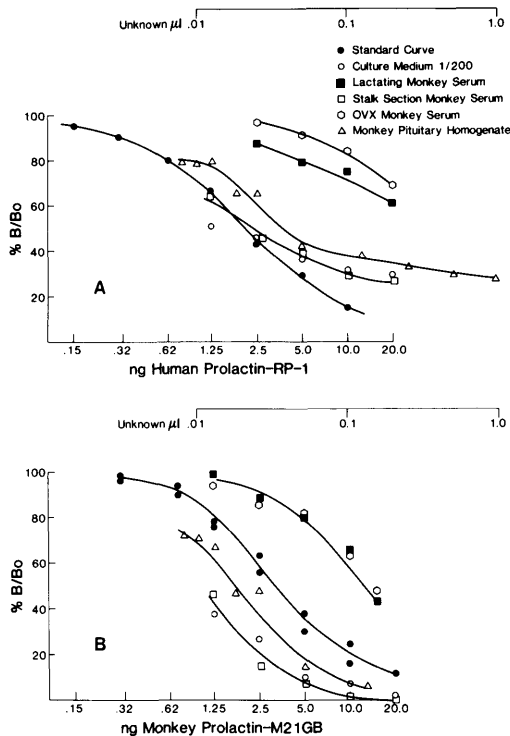 Unknown µl .01 0.1 1.0
Standard Curve
Culture Medium 1/200
Lactating Monkey Serum
Stalk Section Monkey Serum
OVX Monkey Serum
Monkey Pituitary Homogenate
100
80
60
40
20
% B/Bo
A
.15 .32 .62 1.25 2.5 5.0 10.0 20.0
ng Human Prolactin-RP-1
Unknown µl .01 0.1 1.0
100
80
60
40
20
% B/Bo
B
.15 .32 .62 1.25 2.5 5.0 10.0 20.0
ng Monkey Prolactin-M21GB